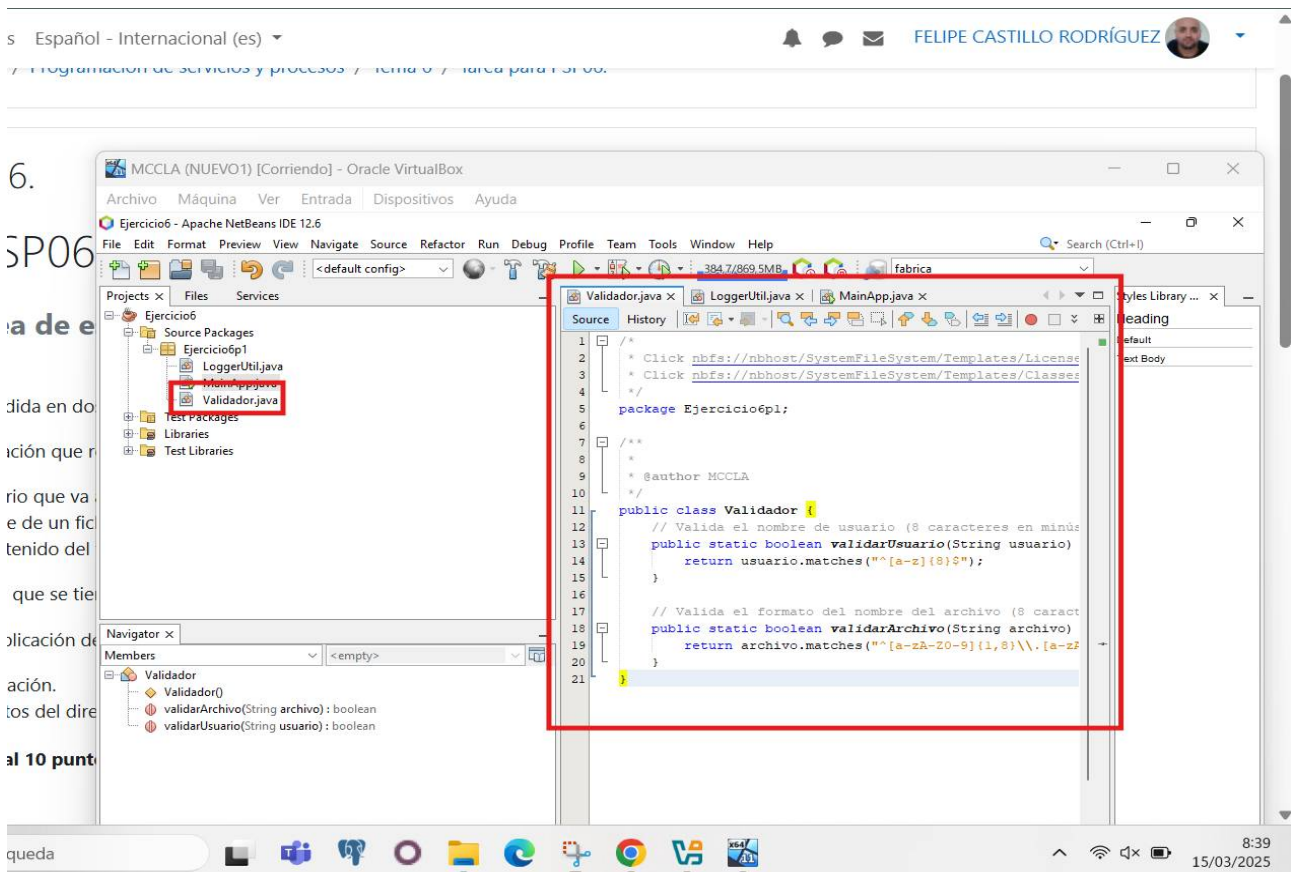 s Español - Internacional (es)
FELIPE CASTILLO RODRÍGUEZ
/ Programación de servicios y procesos / Tema 6 / Tarea para PSP06.
6.
SP06
a de e
dida en do
ación que r
rio que va
e de un fic
tenido del
que se tie
plicación de
ación.
tos del dire
al 10 punt
MCCLA (NUEVO1) [Corriendo] - Oracle VirtualBox
Archivo Máquina Ver Entrada Dispositivos Ayuda
Ejercicio6 - Apache NetBeans IDE 12.6
File Edit Format Preview View Navigate Source Refactor Run Debug Profile Team Tools Window Help
Search (Ctrl+I)
<default config>
384.7/869.5MB
fabrica
Projects Files Services
Ejercicio6
Source Packages
Ejercicio6p1
LoggerUtil.java
MainApp.java
Validador.java
Test Packages
Libraries
Test Libraries
Navigator
Members <empty>
Validador
Validador()
validarArchivo(String archivo) : boolean
validarUsuario(String usuario) : boolean
Validador.java LoggerUtil.java MainApp.java
Source History
1 /*
2 * Click nbfs://nbhost/SystemFileSystem/Templates/License
3 * Click nbfs://nbhost/SystemFileSystem/Templates/Classes
4 */
5 package Ejercicio6p1;
6
7 /**
8 *
9 * @author MCCLA
10 */
11 public class Validador {
12 // Valida el nombre de usuario (8 caracteres en minús
13 public static boolean validarUsuario(String usuario)
14 return usuario.matches("^[a-z]{8}$");
15 }
16
17 // Valida el formato del nombre del archivo (8 caract
18 public static boolean validarArchivo(String archivo)
19 return archivo.matches("^[a-zA-Z0-9]{1,8}\\.[a-zA
20 }
21 }
Styles Library ...
Heading
Default
Text Body
queda
8:39
15/03/2025